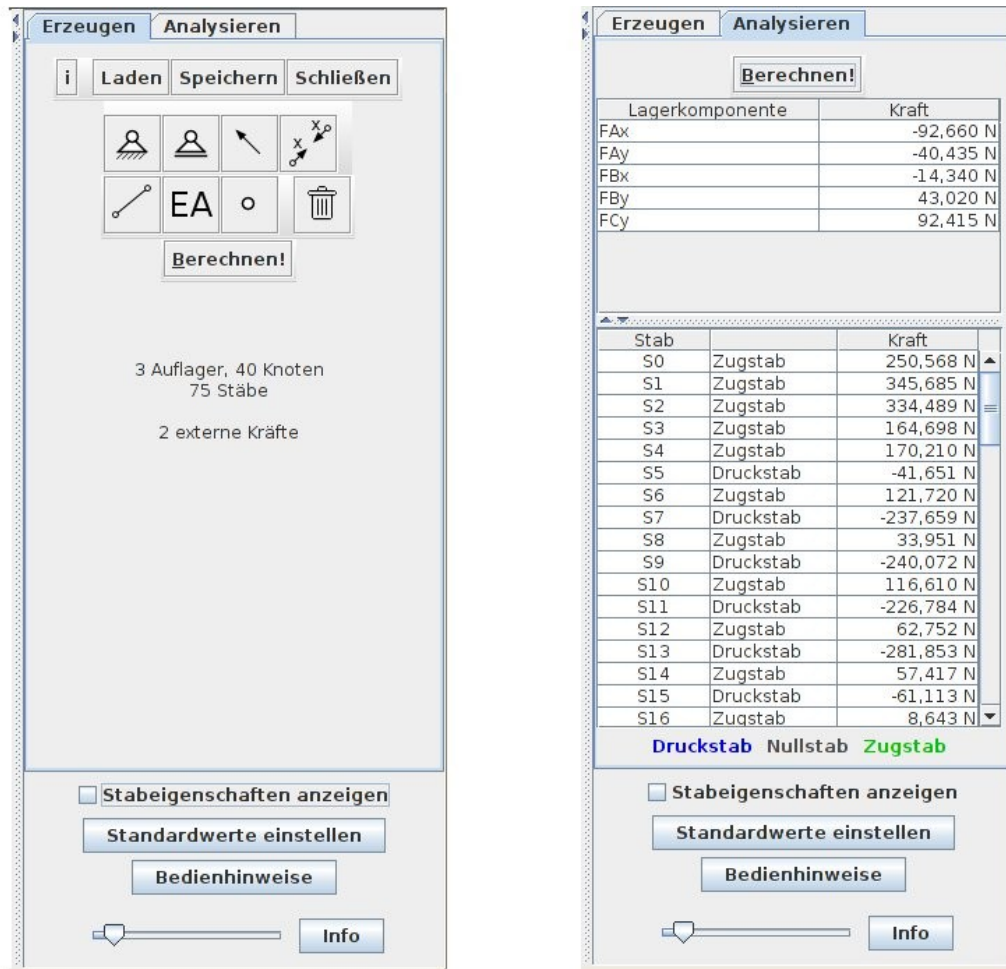 Erzeugen Analysieren
i Laden Speichern Schließen
x x
EA
Berechnen!
3 Auflager, 40 Knoten
75 Stäbe
2 externe Kräfte
Stabeigenschaften anzeigen
Standardwerte einstellen
Bedienhinweise
Info
Erzeugen Analysieren
Berechnen!
Lagerkomponente Kraft
FAx -92,660 N
FAy -40,435 N
FBx -14,340 N
FBy 43,020 N
FCy 92,415 N
Stab Kraft
S0 Zugstab 250,568 N
S1 Zugstab 345,685 N
S2 Zugstab 334,489 N
S3 Zugstab 164,698 N
S4 Zugstab 170,210 N
S5 Druckstab -41,651 N
S6 Zugstab 121,720 N
S7 Druckstab -237,659 N
S8 Zugstab 33,951 N
S9 Druckstab -240,072 N
S10 Zugstab 116,610 N
S11 Druckstab -226,784 N
S12 Zugstab 62,752 N
S13 Druckstab -281,853 N
S14 Zugstab 57,417 N
S15 Druckstab -61,113 N
S16 Zugstab 8,643 N
Druckstab Nullstab Zugstab
Stabeigenschaften anzeigen
Standardwerte einstellen
Bedienhinweise
Info